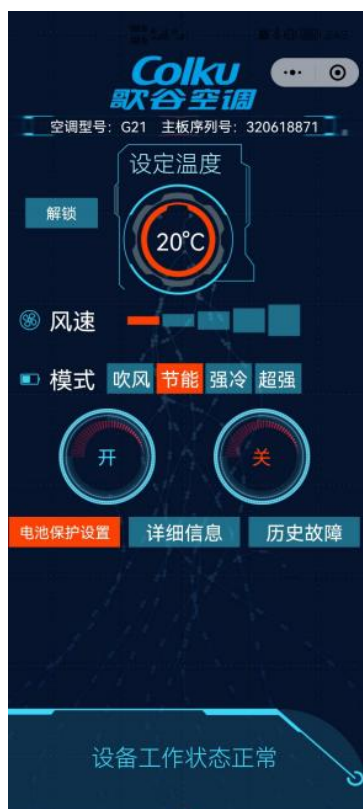 Colku
歌谷空调
空调型号: G21 主板序列号: 320618871
设定温度
解锁
20℃
风速
模式 吹风 节能 强冷 超强
开 关
电池保护设置 详细信息 历史故障
设备工作状态正常